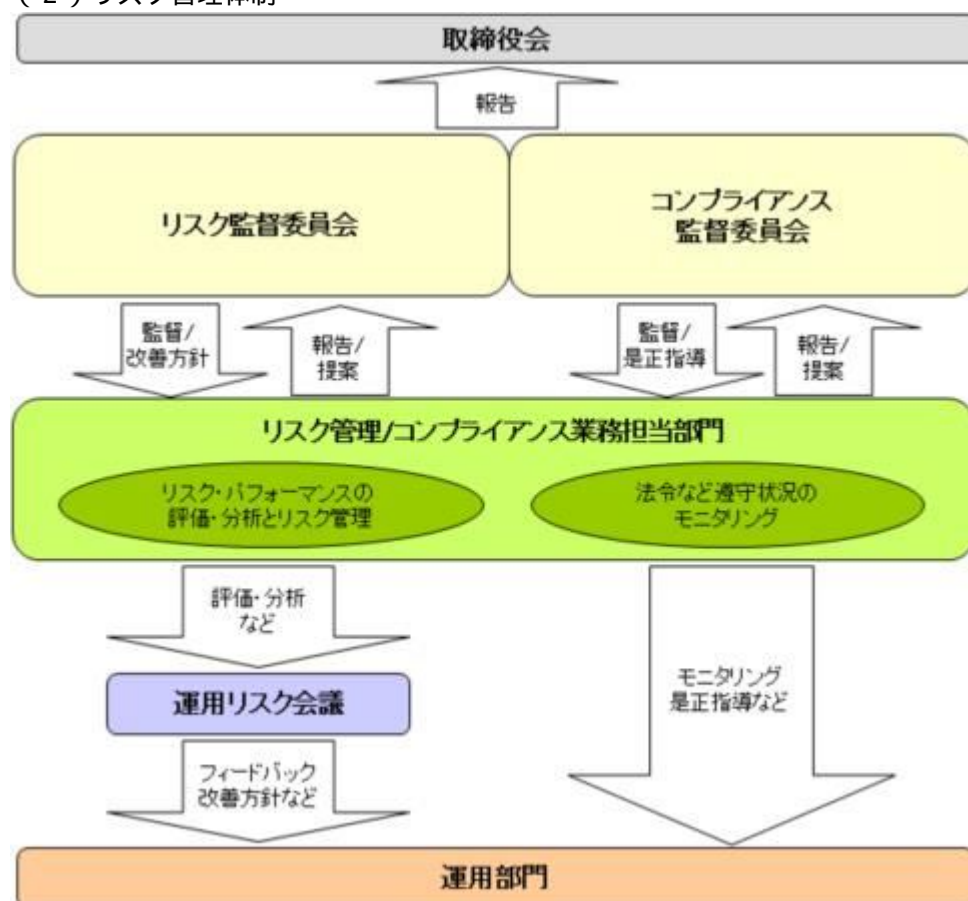 （２）リスク管理体制
取締役会
報告
リスク監督委員会
コンプライアンス
監督委員会
監督/
改善方針
報告/
提案
監督/
是正指導
報告/
提案
リスク管理/コンプライアンス業務担当部門
リスク・パフォーマンスの
評価・分析とリスク管理
法令など遵守状況の
モニタリング
評価・分析
など
運用リスク会議
モニタリング
是正指導など
フィードバック
改善方針など
運用部門